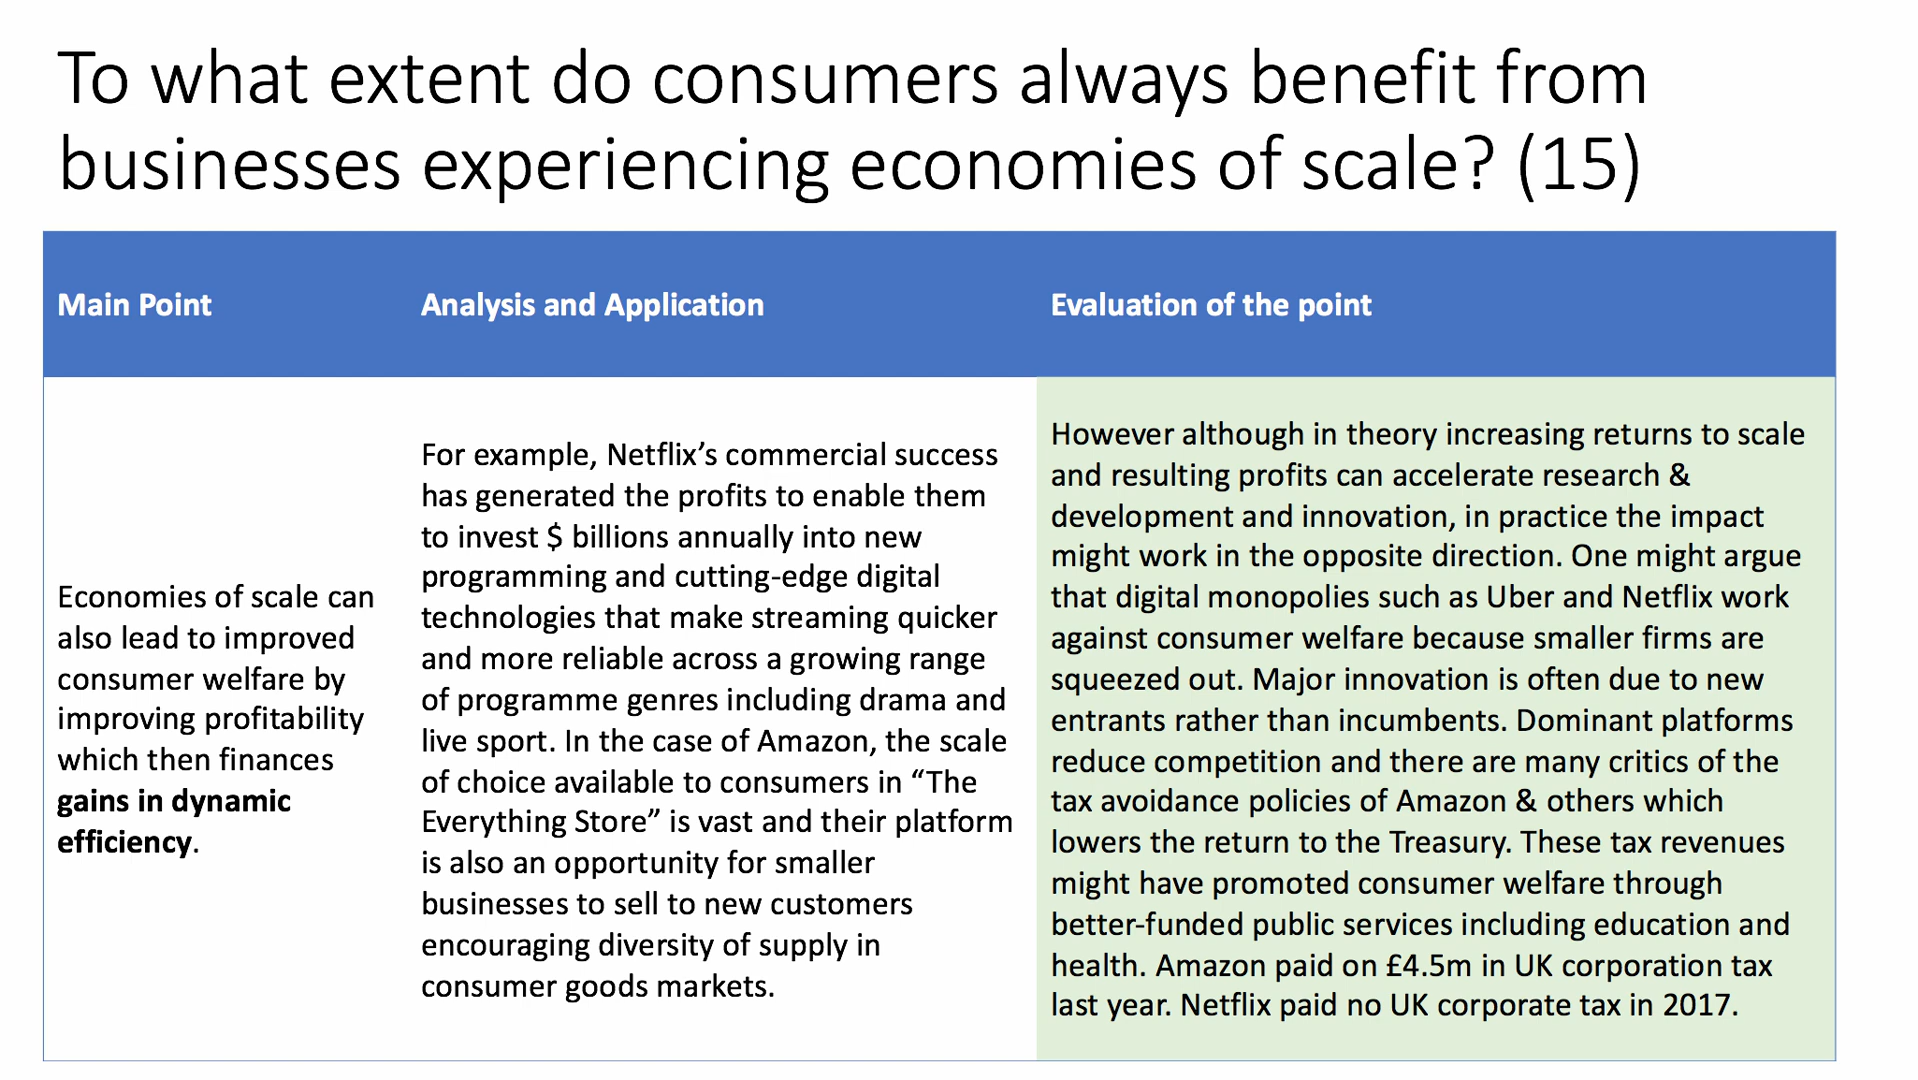 To what extent do consumers always benefit from
businesses experiencing economies of scale? (15)
Main Point
Analysis and Application
Evaluation of the point
Economies of scale can
also lead to improved
consumer welfare by
improving profitability
which then finances
gains in dynamic
efficiency.
For example, Netflix’s commercial success
has generated the profits to enable them
to invest $ billions annually into new
programming and cutting-edge digital
technologies that make streaming quicker
and more reliable across a growing range
of programme genres including drama and
live sport. In the case of Amazon, the scale
of choice available to consumers in “The
Everything Store” is vast and their platform
is also an opportunity for smaller
businesses to sell to new customers
encouraging diversity of supply in
consumer goods markets.
However although in theory increasing returns to scale
and resulting profits can accelerate research &
development and innovation, in practice the impact
might work in the opposite direction. One might argue
that digital monopolies such as Uber and Netflix work
against consumer welfare because smaller firms are
squeezed out. Major innovation is often due to new
entrants rather than incumbents. Dominant platforms
reduce competition and there are many critics of the
tax avoidance policies of Amazon & others which
lowers the return to the Treasury. These tax revenues
might have promoted consumer welfare through
better-funded public services including education and
health. Amazon paid on £4.5m in UK corporation tax
last year. Netflix paid no UK corporate tax in 2017.